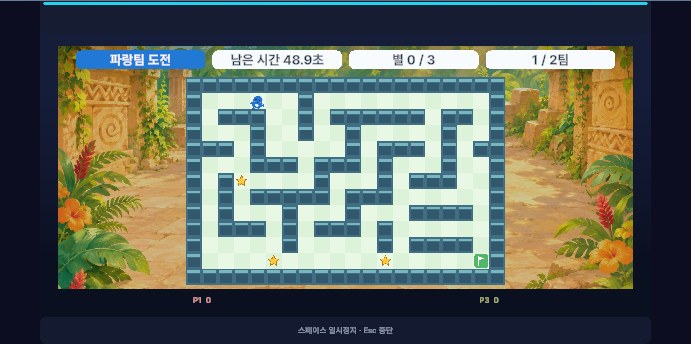 파랑팀 도전
남은 시간 48.9초
별 0 / 3
1 / 2팀
P1 0
P3 0
스페이스 일시정지 · Esc 중단